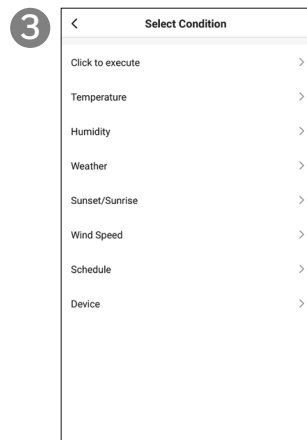 3
Select Condition
Click to execute
Temperature
Humidity
Weather
Sunset/Sunrise
Wind Speed
Schedule
Device